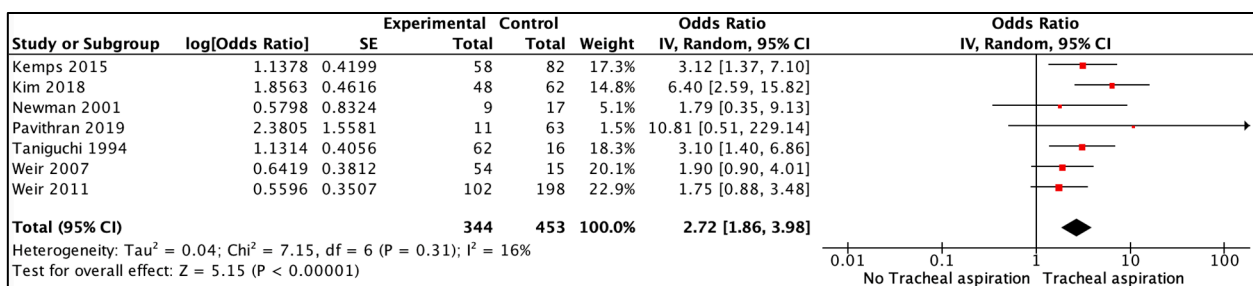 Experimental Control Odds Ratio Odds Ratio
Study or Subgroup log[Odds Ratio] SE Total Total Weight IV, Random, 95% CI IV, Random, 95% CI
Kemps 2015 1.1378 0.4199 58 82 17.3% 3.12 [1.37, 7.10]
Kim 2018 1.8563 0.4616 48 62 14.8% 6.40 [2.59, 15.82]
Newman 2001 0.5798 0.8324 9 17 5.1% 1.79 [0.35, 9.13]
Pavithran 2019 2.3805 1.5581 11 63 1.5% 10.81 [0.51, 229.14]
Taniguchi 1994 1.1314 0.4056 62 16 18.3% 3.10 [1.40, 6.86]
Weir 2007 0.6419 0.3812 54 15 20.1% 1.90 [0.90, 4.01]
Weir 2011 0.5596 0.3507 102 198 22.9% 1.75 [0.88, 3.48]
Total (95% CI) 344 453 100.0% 2.72 [1.86, 3.98]
Heterogeneity: Tau² = 0.04; Chi² = 7.15, df = 6 (P = 0.31); I² = 16%
Test for overall effect: Z = 5.15 (P < 0.00001)
0.01 0.1 1 10 100
No Tracheal aspiration Tracheal aspiration